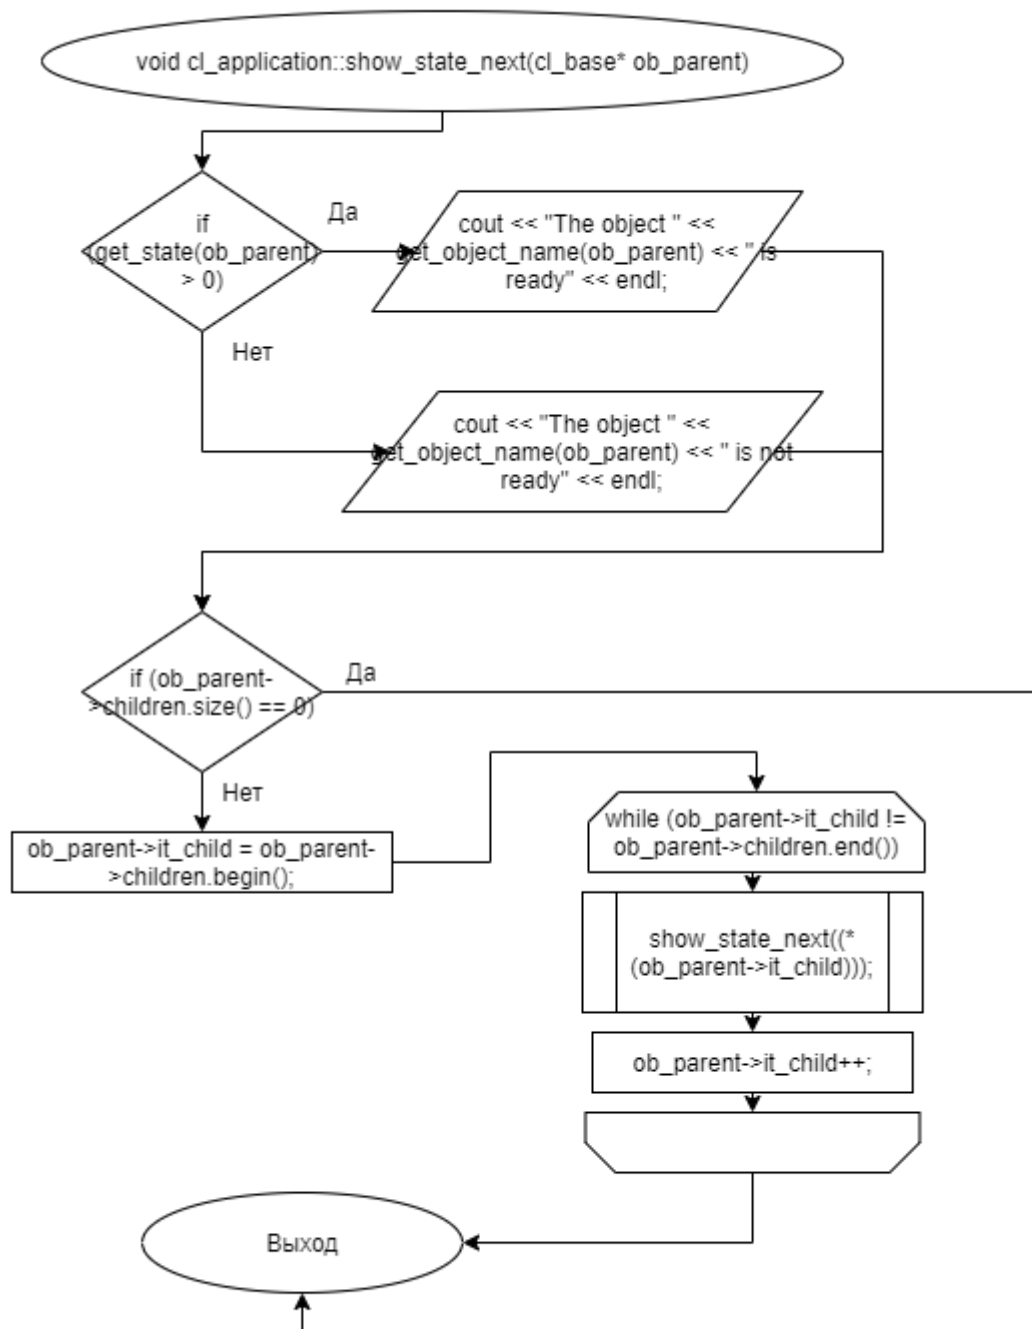 void cl_application::show_state_next(cl_base* ob_parent)
if
(get_state(ob_parent)
> 0)
Да
cout << "The object " <<
get_object_name(ob_parent) << " is
ready" << endl;
Нет
cout << "The object " <<
get_object_name(ob_parent) << " is not
ready" << endl;
if (ob_parent-
>children.size() == 0)
Да
Нет
ob_parent->it_child = ob_parent-
>children.begin();
while (ob_parent->it_child !=
ob_parent->children.end())
show_state_next((*
(ob_parent->it_child)));
ob_parent->it_child++;
Выход